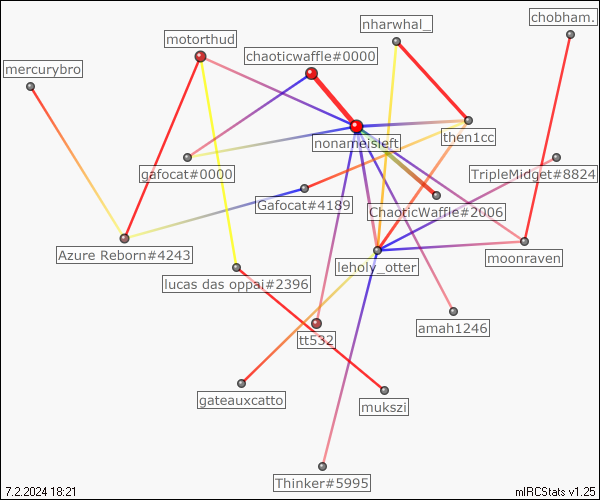 chobham.
nharwhal_
motorthud
chaoticwaffle#0000
mercurybro
then1cc
nonameisleft
gafocat#0000
TripleMidget#8824
Gafocat#4189
ChaoticWaffle#2006
Azure Reborn#4243
leholy_otter
moonraven
lucas das oppai#2396
amah1246
tt532
gateauxcatto
mukszi
Thinker#5995
7.2.2024 18:21
mIRCStats v1.25